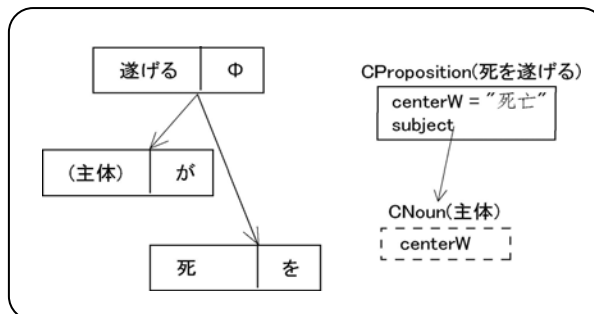 遂げる Φ
(主体) が
死 を
CProposition(死を遂げる)
centerW = "死亡"
subject
CNoun(主体)
centerW